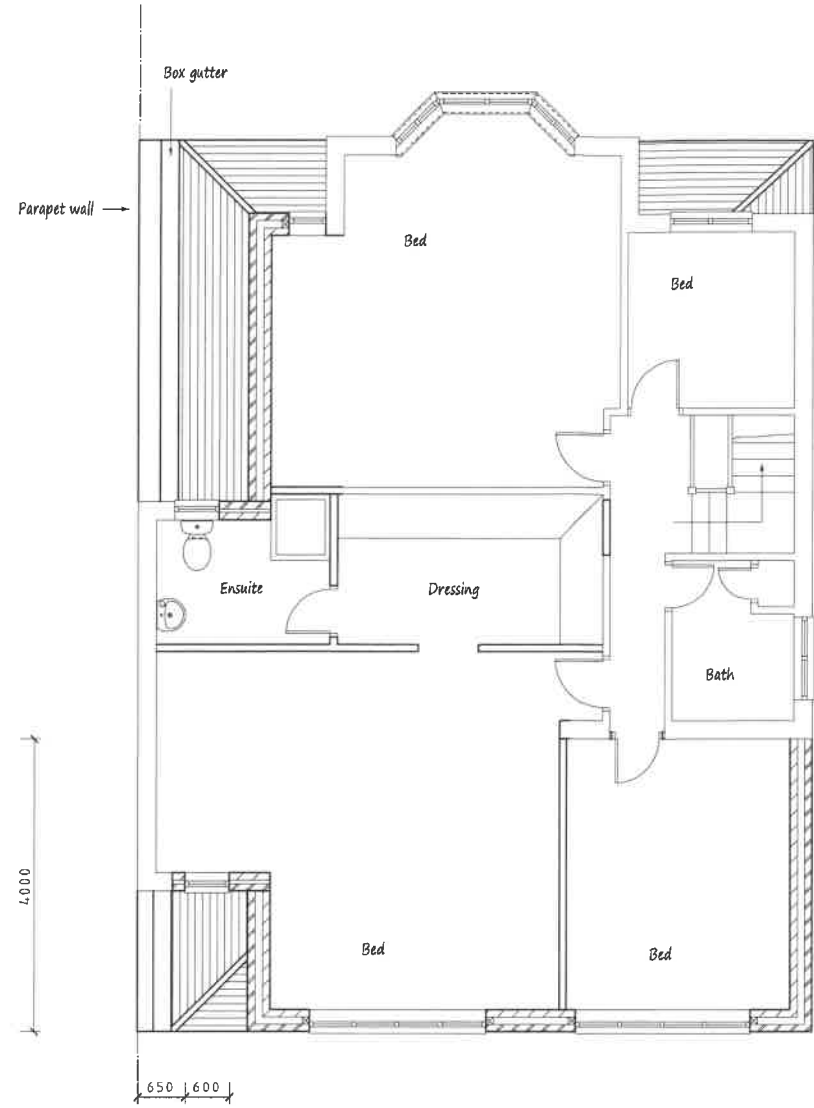 Box gutter
Parapet wall
Bed
Bed
Ensuite
Dressing
Bath
4000
Bed
Bed
650
600